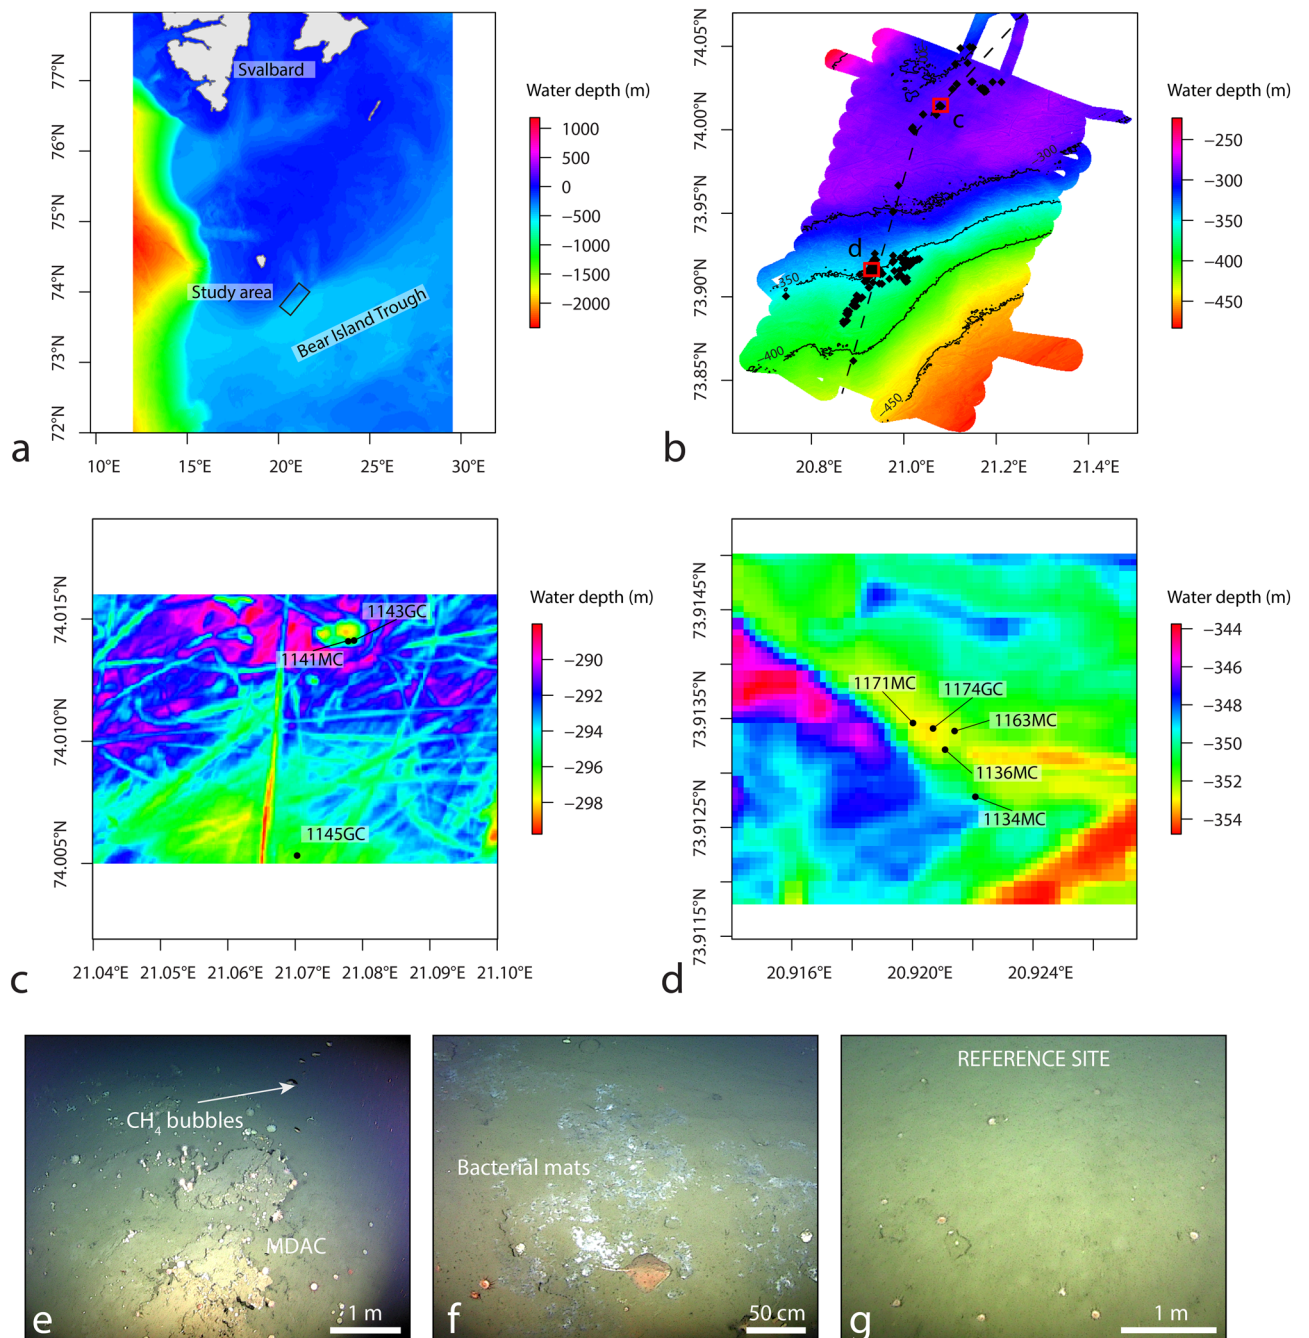 Svalbard
Study area
Bear Island Trough
77°N
76°N
75°N
74°N
73°N
72°N
10°E
15°E
20°E
25°E
30°E
Water depth (m)
1000
500
0
−500
−1000
−1500
−2000
a
74.05°N
74.00°N
73.95°N
73.90°N
73.85°N
20.8°E
21.0°E
21.2°E
21.4°E
c
d
−300
−350
−400
−450
Water depth (m)
−250
−300
−350
−400
−450
b
74.015°N
74.010°N
74.005°N
1143GC
1141MC
1145GC
21.04°E
21.05°E
21.06°E
21.07°E
21.08°E
21.09°E
21.10°E
Water depth (m)
−290
−292
−294
−296
−298
c
73.9145°N
73.9135°N
73.9125°N
73.9115°N
1171MC
1174GC
1163MC
1136MC
1134MC
20.916°E
20.920°E
20.924°E
Water depth (m)
−344
−346
−348
−350
−352
−354
d
CH4 bubbles
MDAC
1 m
e
Bacterial mats
50 cm
f
REFERENCE SITE
1 m
g